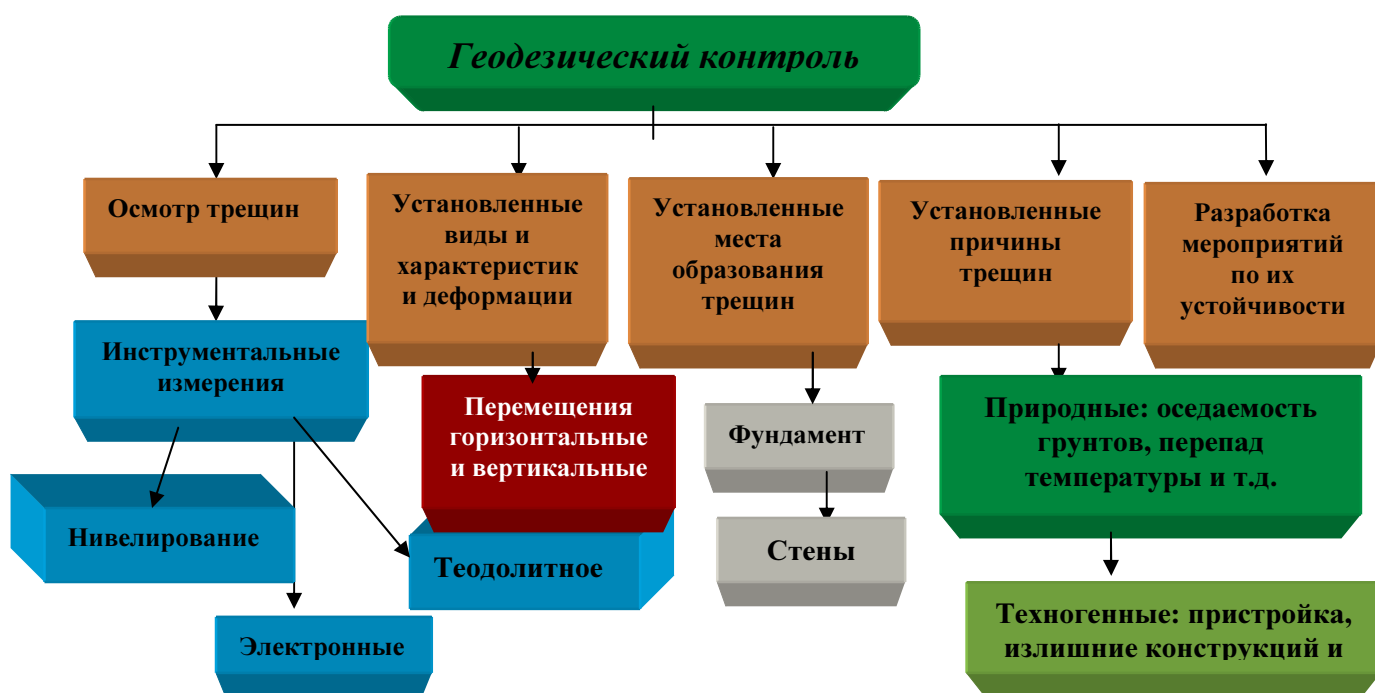 Геодезический контроль
Осмотр трещин
Установленные
виды и
характеристик
и деформации
Установленные
места
образования
трещин
Установленные
причины
трещин
Разработка
мероприятий
по их
устойчивости
Инструментальные
измерения
Перемещения
горизонтальные
и вертикальные
Фундамент
Природные: оседаемость
грунтов, перепад
температуры и т.д.
Нивелирование
Теодолитное
Стены
Электронные
Техногенные: пристройка,
излишние конструкций и